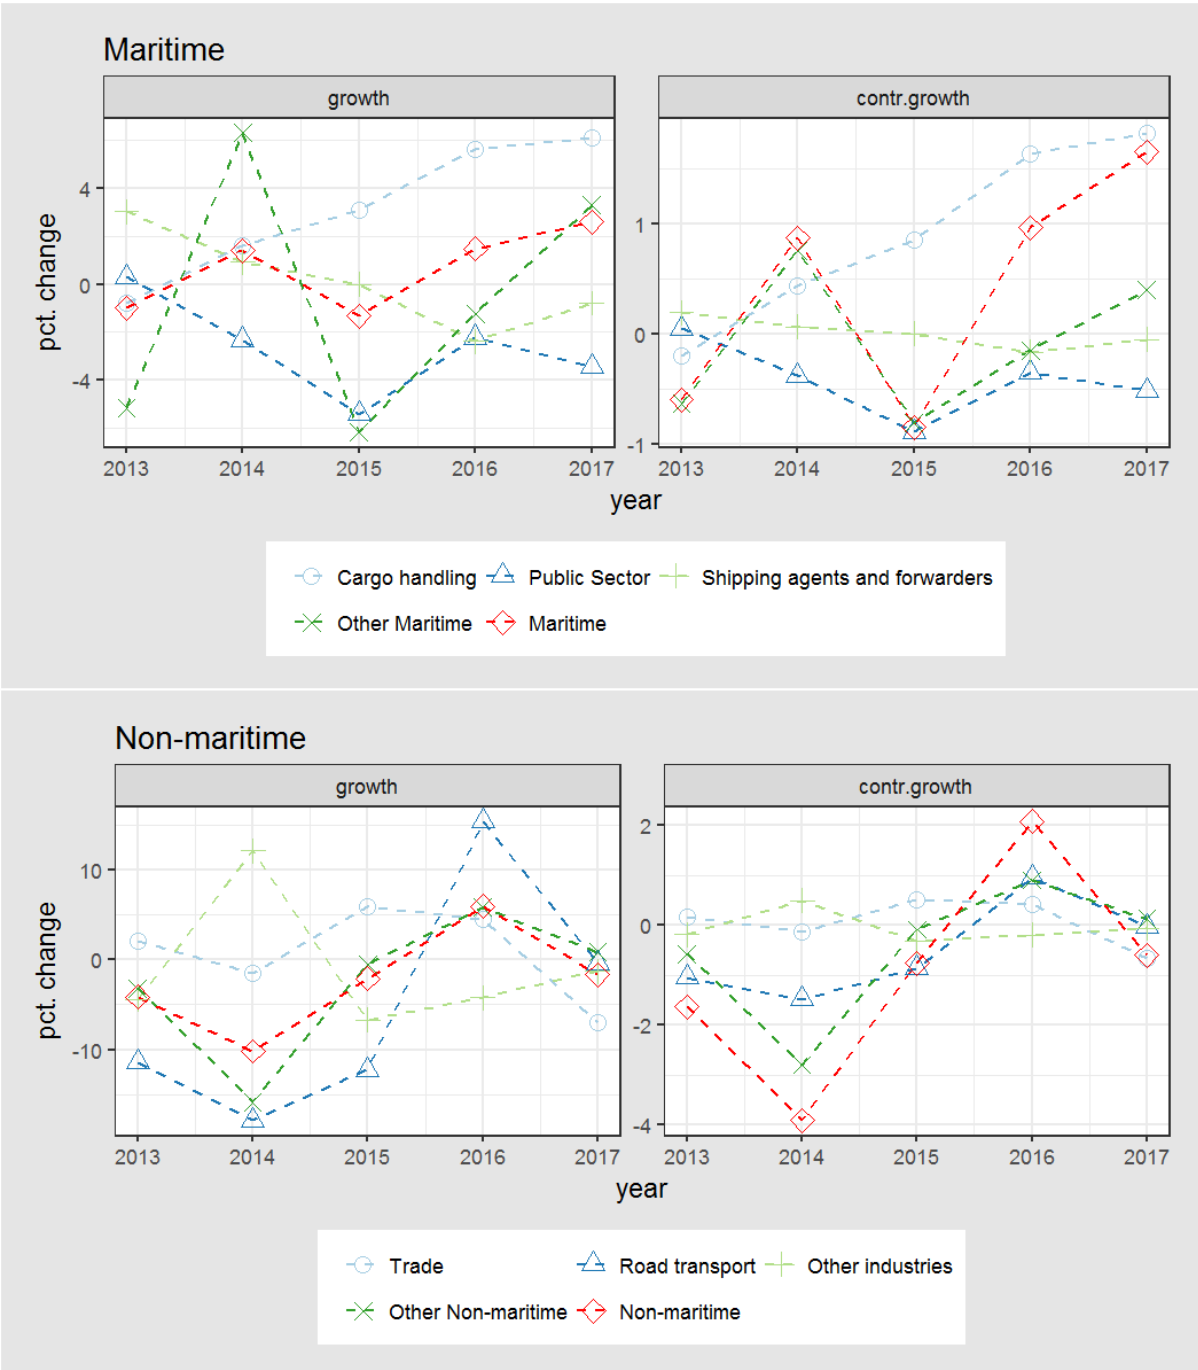 Maritime
growth
contr.growth
pct. change
4
0
-4
1
0
-1
2013 2014 2015 2016 2017
2013 2014 2015 2016 2017
year
Cargo handling Public Sector Shipping agents and forwarders
Other Maritime Maritime
Non-maritime
growth
contr.growth
pct. change
10
0
-10
2
0
-2
-4
2013 2014 2015 2016 2017
2013 2014 2015 2016 2017
year
Trade Road transport Other industries
Other Non-maritime Non-maritime